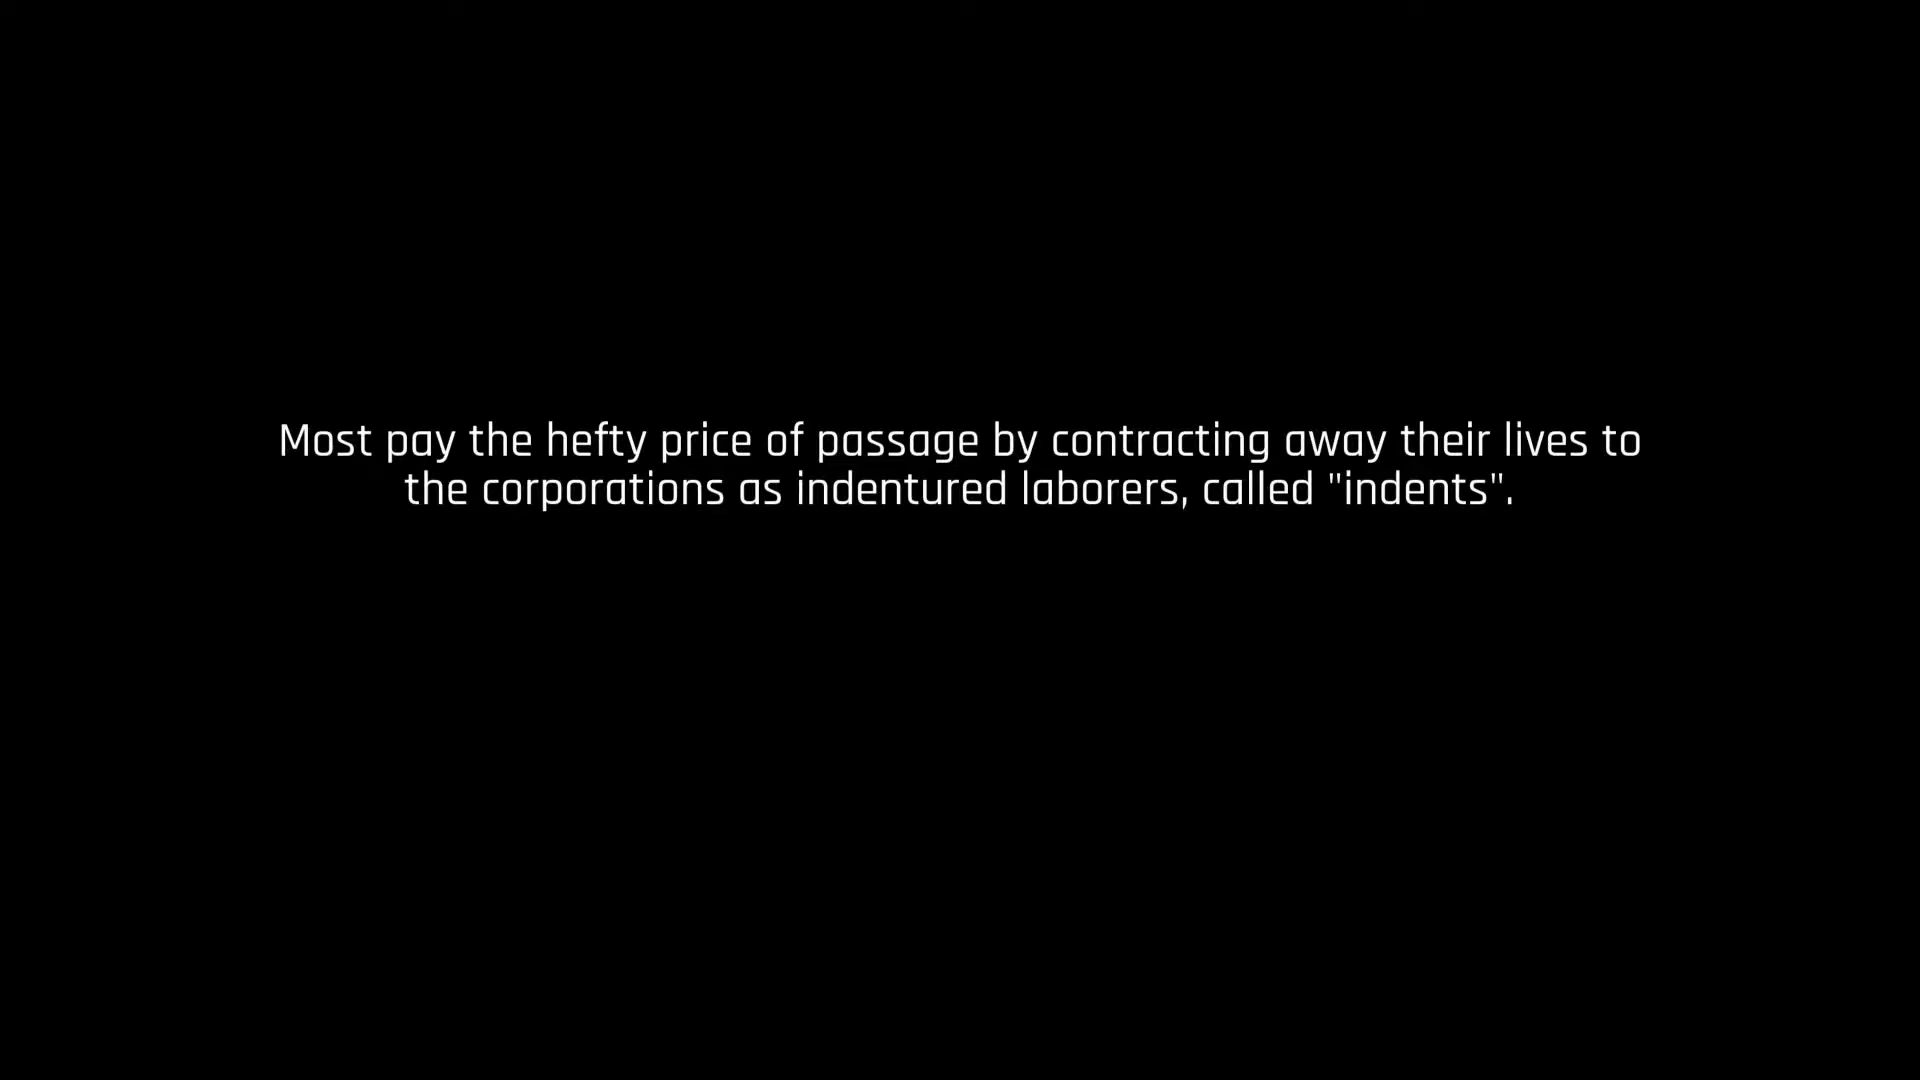 Most pay the hefty price of passage by contracting away their lives to
the corporations as indentured laborers, called "indents".